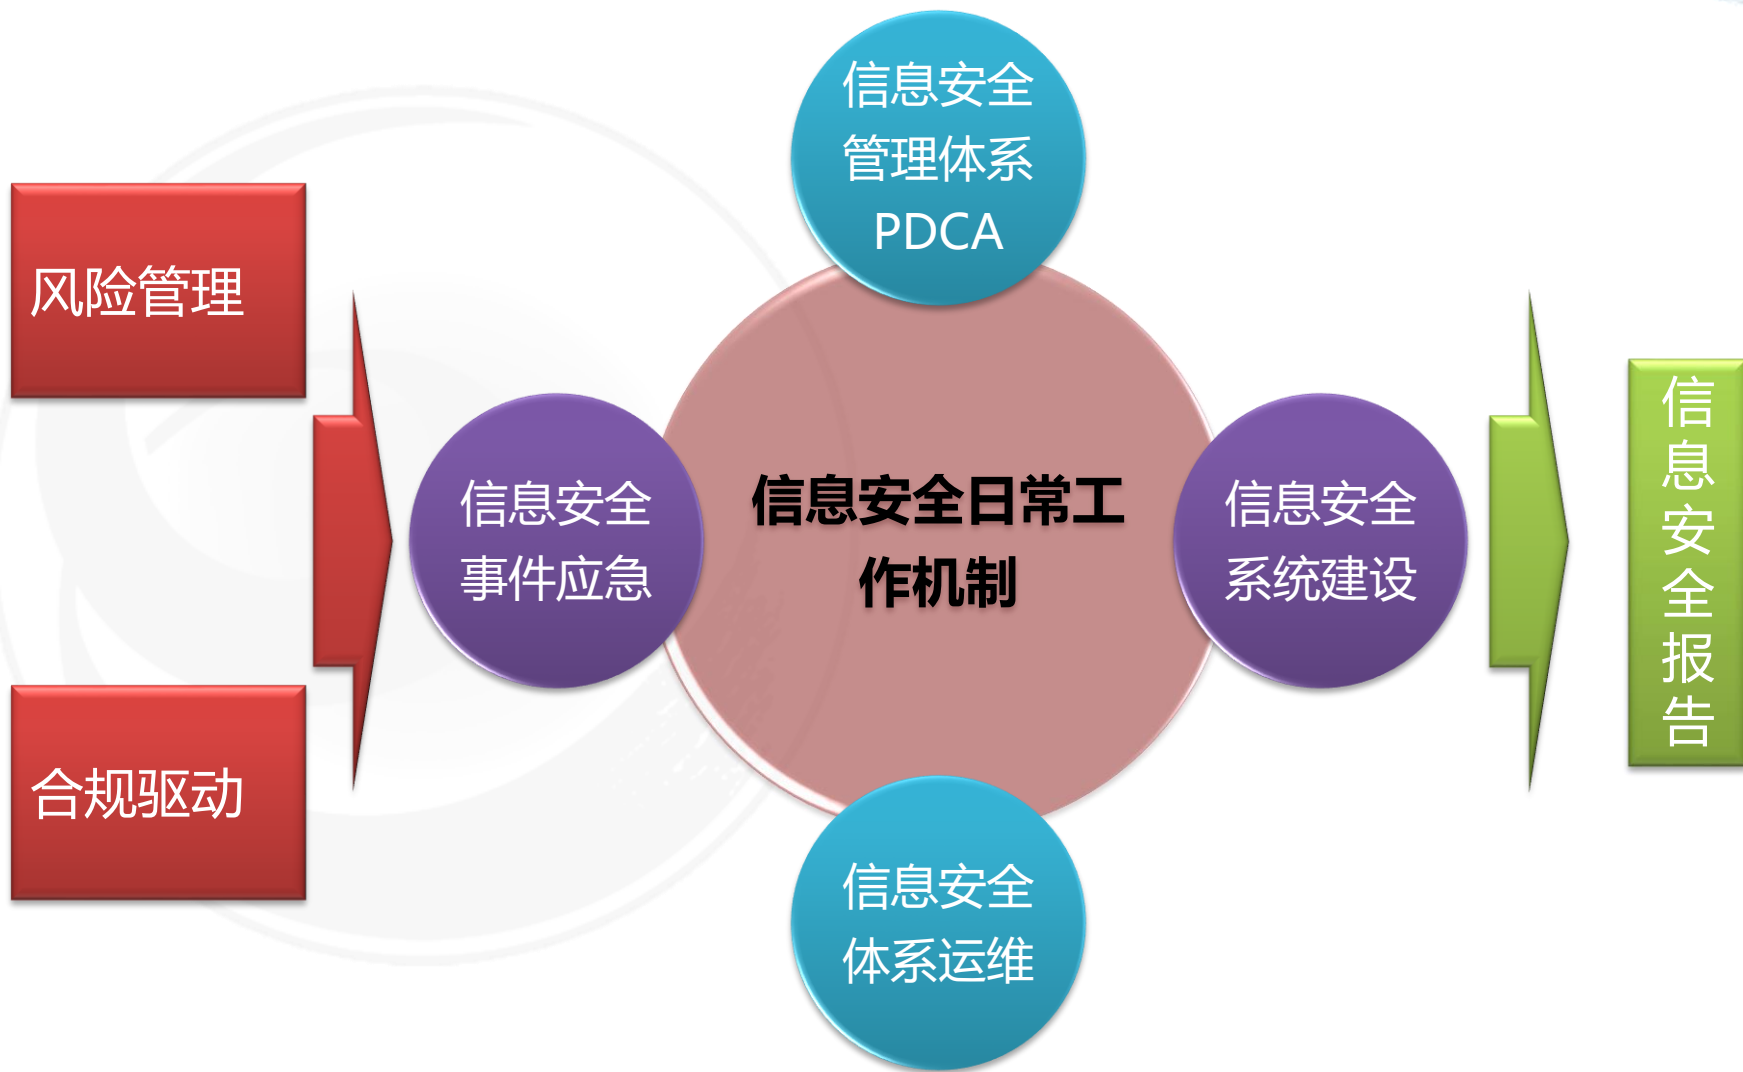 风险管理
合规驱动
信息安全
管理体系
PDCA
信息安全
事件应急
信息安全日常工
作机制
信息安全
系统建设
信息安全
体系运维
信息安全报告